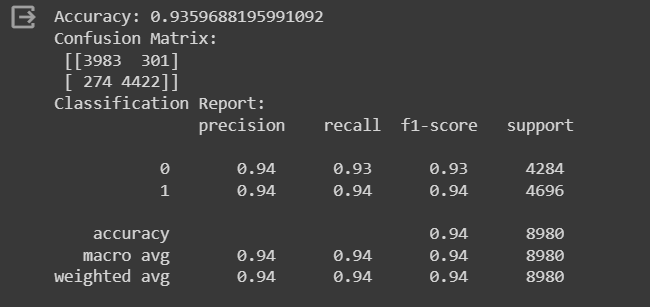 Accuracy: 0.9359688195991092
Confusion Matrix:
[[3983 301]
[ 274 4422]]
Classification Report:
precision recall f1-score support
0 0.94 0.93 0.93 4284
1 0.94 0.94 0.94 4696
accuracy 0.94 8980
macro avg 0.94 0.94 0.94 8980
weighted avg 0.94 0.94 0.94 8980